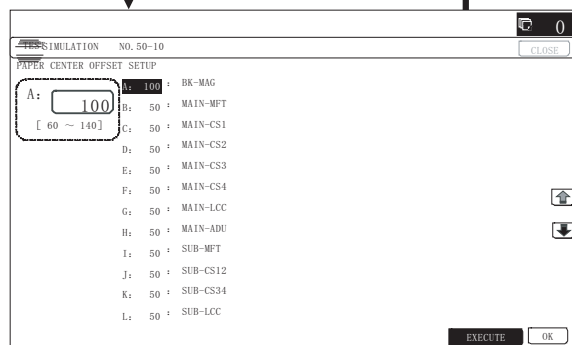 0
TEST SIMULATION NO.50-10
CLOSE
PAPER CENTER OFFSET SETUP
A: 100
[ 60 ～ 140]
A: 100 : BK-MAG
B: 50 : MAIN-MFT
C: 50 : MAIN-CS1
D: 50 : MAIN-CS2
E: 50 : MAIN-CS3
F: 50 : MAIN-CS4
G: 50 : MAIN-LCC
H: 50 : MAIN-ADU
I: 50 : SUB-MFT
J: 50 : SUB-CS12
K: 50 : SUB-CS34
L: 50 : SUB-LCC
EXECUTE OK